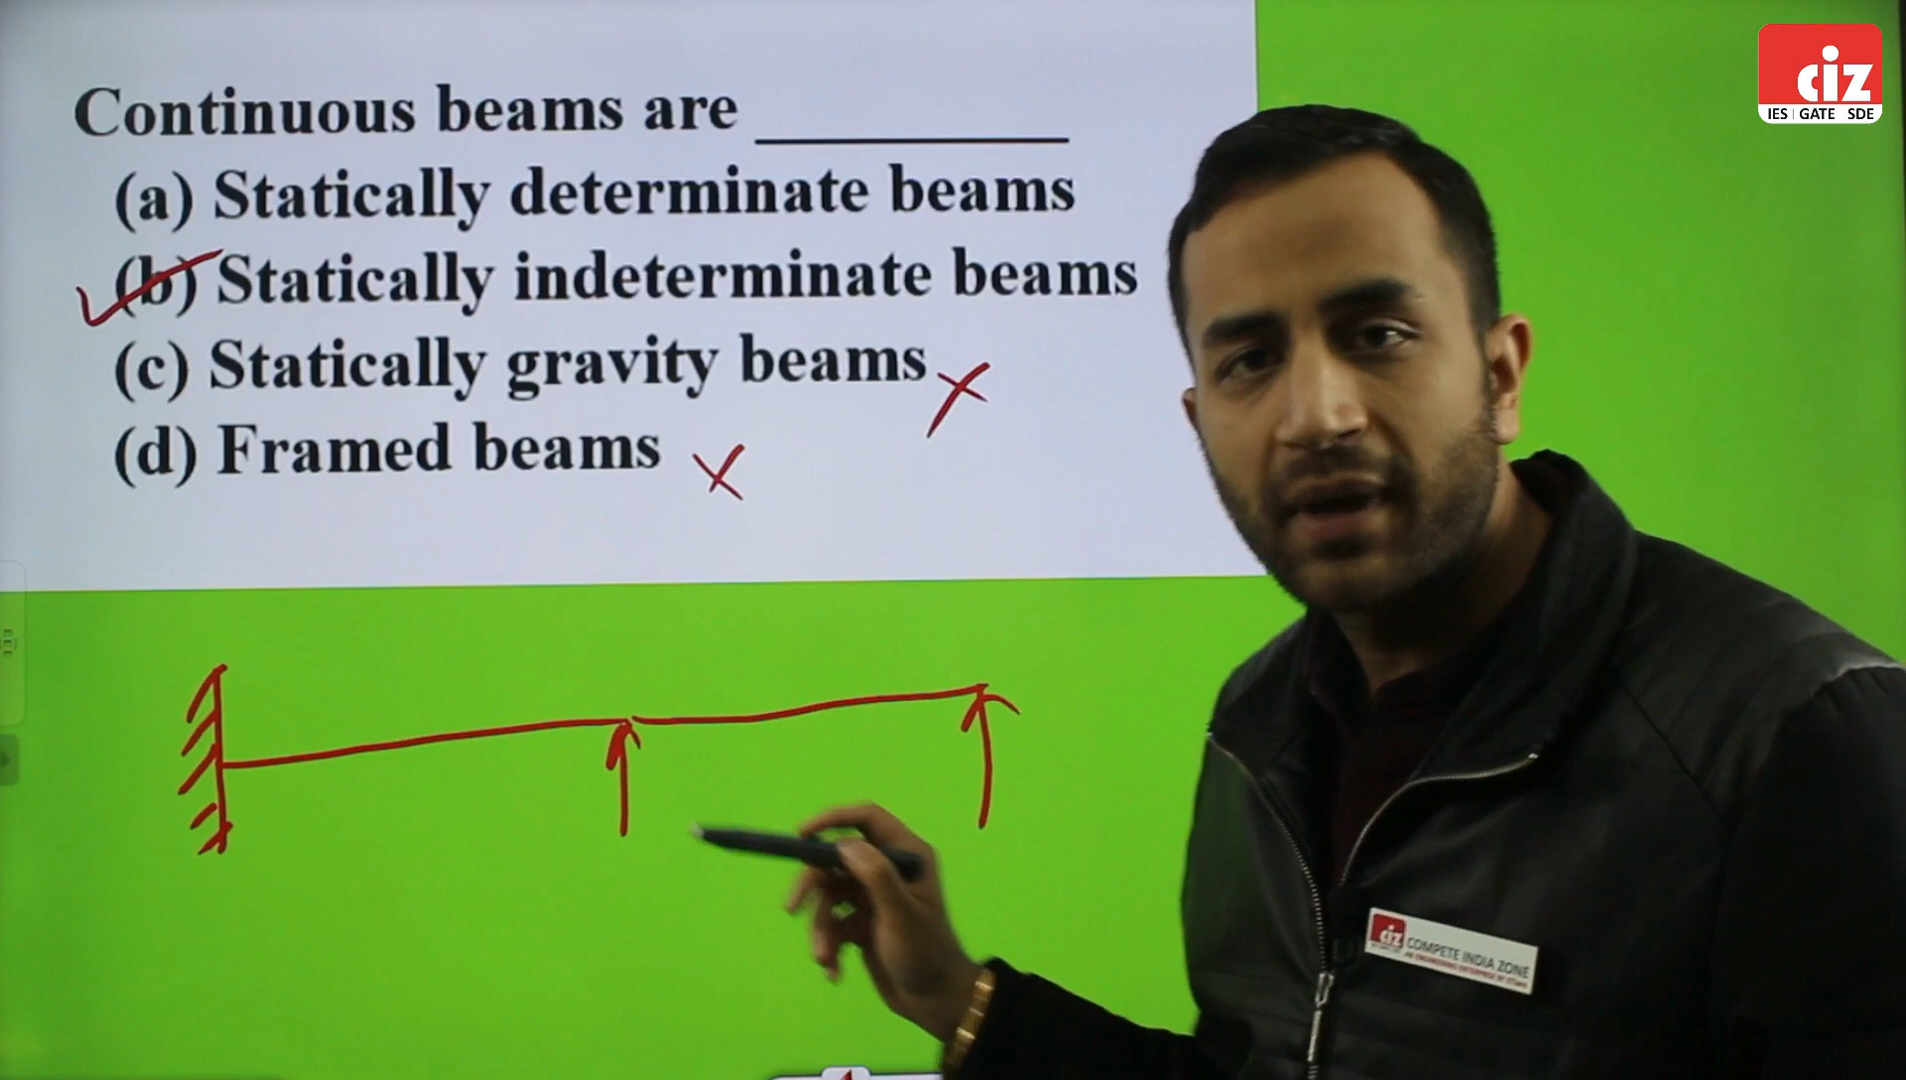 Continuous beams are __________
(a) Statically determinate beams
(b) Statically indeterminate beams
(c) Statically gravity beams
(d) Framed beams
ciz
IES | GATE SDE
ciz
COMPETE INDIA ZONE